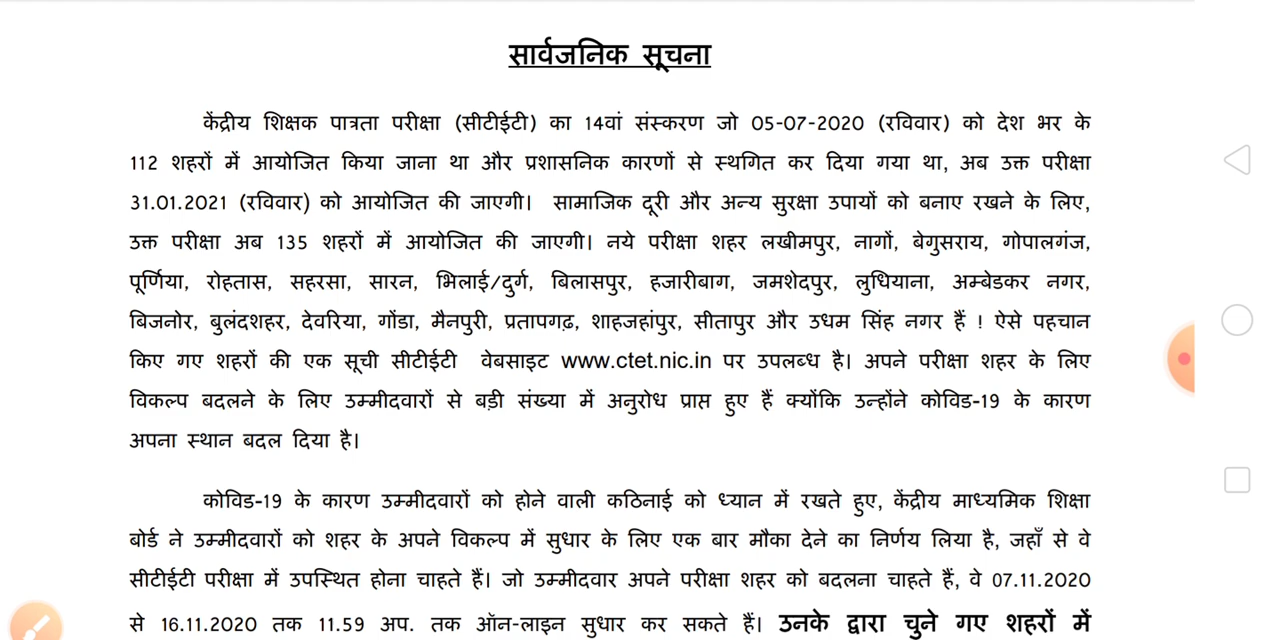 सार्वजनिक सूचना
केंद्रीय शिक्षक पात्रता परीक्षा (सीटीईटी) का 14वां संस्करण जो 05-07-2020 (रविवार) को देश भर के
112 शहरों में आयोजित किया जाना था और प्रशासनिक कारणों से स्थगित कर दिया गया था, अब उक्त परीक्षा
31.01.2021 (रविवार) को आयोजित की जाएगी। सामाजिक दूरी और अन्य सुरक्षा उपायों को बनाए रखने के लिए,
उक्त परीक्षा अब 135 शहरों में आयोजित की जाएगी। नये परीक्षा शहर लखीमपुर, नागों, बेगुसराय, गोपालगंज,
पूर्णिया, रोहतास, सहरसा, सारन, भिलाई/दुर्ग, बिलासपुर, हजारीबाग, जमशेदपुर, लुधियाना, अम्बेडकर नगर,
बिजनोर, बुलंदशहर, देवरिया, गोंडा, मैनपुरी, प्रतापगढ़, शाहजहांपुर, सीतापुर और उधम सिंह नगर हैं ! ऐसे पहचान
किए गए शहरों की एक सूची सीटीईटी वेबसाइट www.ctet.nic.in पर उपलब्ध है। अपने परीक्षा शहर के लिए
विकल्प बदलने के लिए उम्मीदवारों से बड़ी संख्या में अनुरोध प्राप्त हुए हैं क्योंकि उन्होंने कोविड-19 के कारण
अपना स्थान बदल दिया है।
कोविड-19 के कारण उम्मीदवारों को होने वाली कठिनाई को ध्यान में रखते हुए, केंद्रीय माध्यमिक शिक्षा
बोर्ड ने उम्मीदवारों को शहर के अपने विकल्प में सुधार के लिए एक बार मौका देने का निर्णय लिया है, जहाँ से वे
सीटीईटी परीक्षा में उपस्थित होना चाहते हैं। जो उम्मीदवार अपने परीक्षा शहर को बदलना चाहते हैं, वे 07.11.2020
से 16.11.2020 तक 11.59 अप. तक ऑन-लाइन सुधार कर सकते हैं। उनके द्वारा चुने गए शहरों में